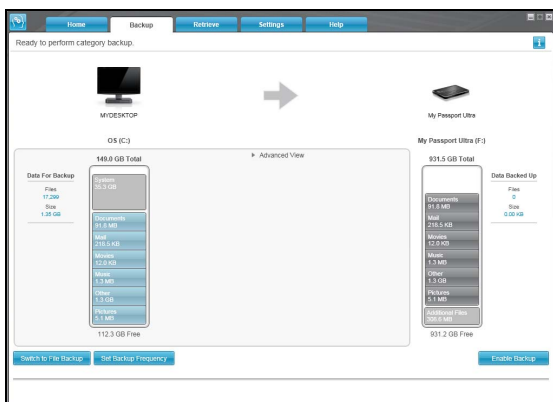 Home
Backup
Retrieve
Settings
Help
Ready to perform category backup.
i
MYDESKTOP
My Passport Ultra
OS (C:)
My Passport Ultra (F:)
149.0 GB Total
Advanced View
931.5 GB Total
Data For Backup
Files
17,299
Size
1.35 GB
System
35.3 GB
Documents
91.8 MB
Mail
218.5 KB
Movies
12.0 KB
Music
1.3 MB
Other
1.3 GB
Pictures
5.1 MB
112.3 GB Free
Documents
91.8 MB
Mail
218.5 KB
Movies
12.0 KB
Music
1.3 MB
Other
1.3 GB
Pictures
5.1 MB
Additional Files
931.2 GB Free
Data Backed Up
Files
0
Size
0.00 KB
Switch to File Backup
Set Backup Frequency
Enable Backup